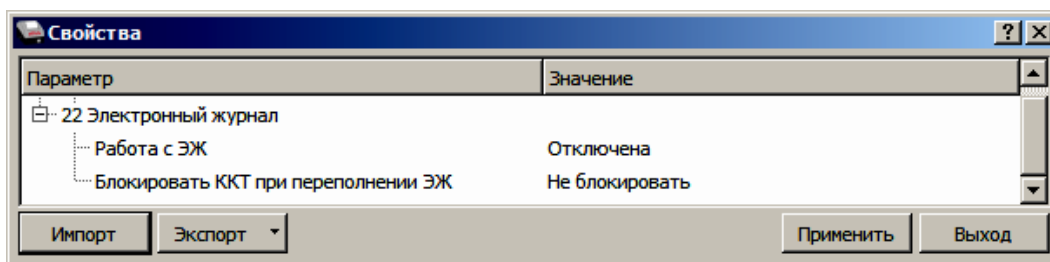 Свойства
Параметр Значение
22 Электронный журнал
Работа с ЭЖ Отключена
Блокировать ККТ при переполнении ЭЖ Не блокировать
Импорт Экспорт Применить Выход